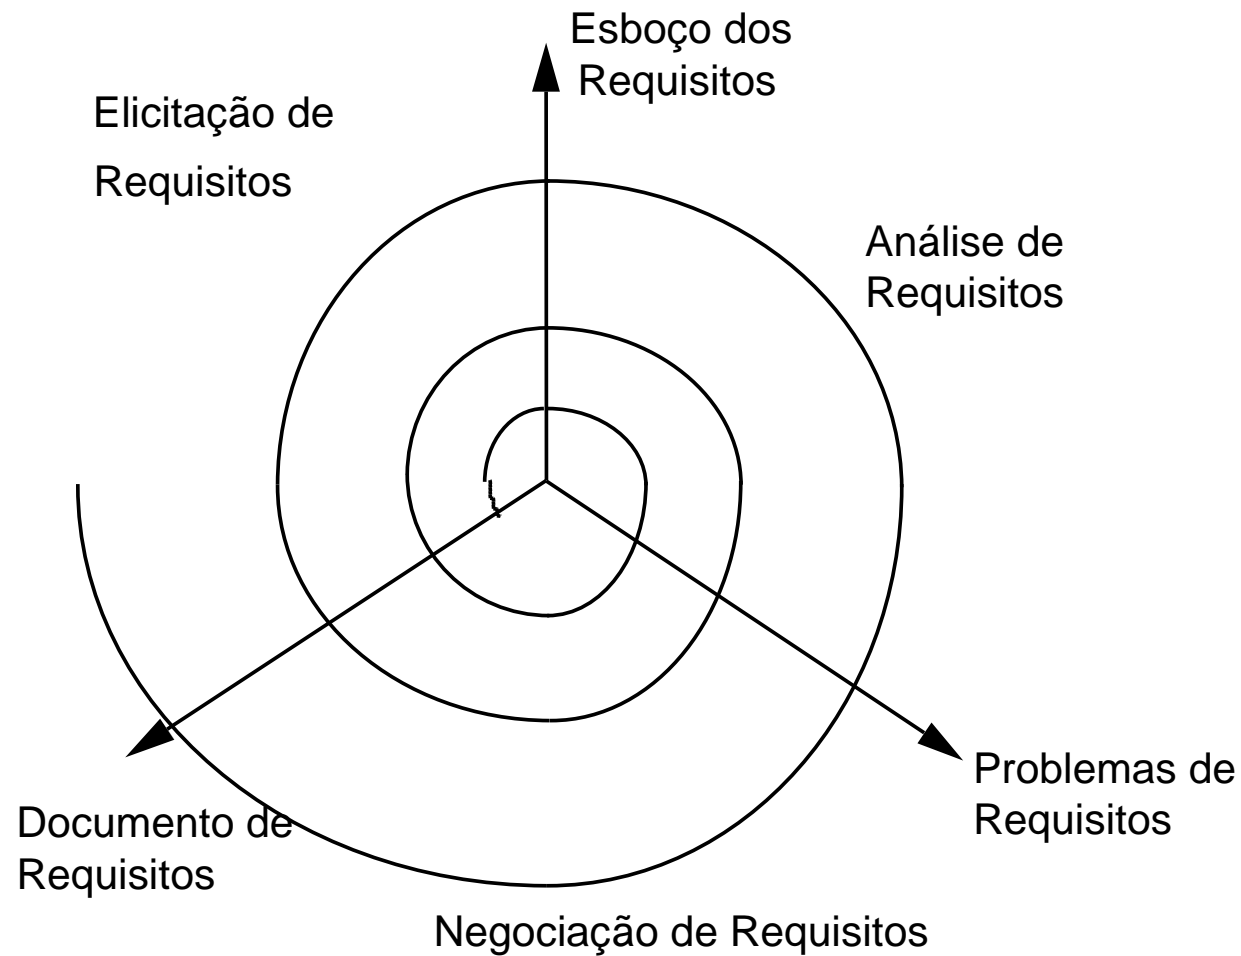 Esboço dos
Requisitos
Elicitação de
Requisitos
Análise de
Requisitos
Problemas de
Requisitos
Documento de
Requisitos
Negociação de Requisitos